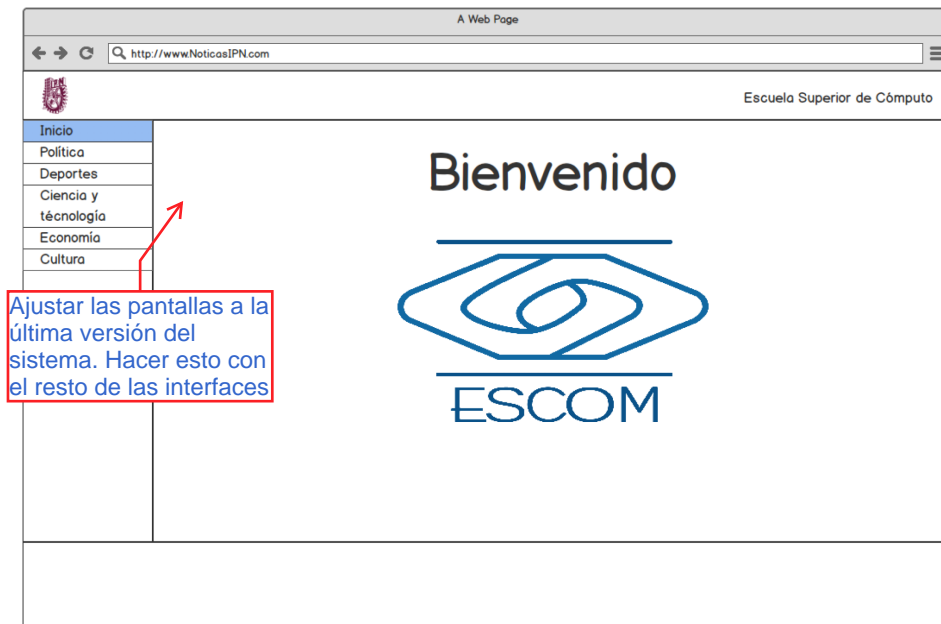 A Web Page
http://www.NoticasIPN.com
Escuela Superior de Cómputo
Inicio
Política
Deportes
Ciencia y
técnología
Economía
Cultura
Bienvenido
Ajustar las pantallas a la
última versión del
sistema. Hacer esto con
el resto de las interfaces
ESCOM